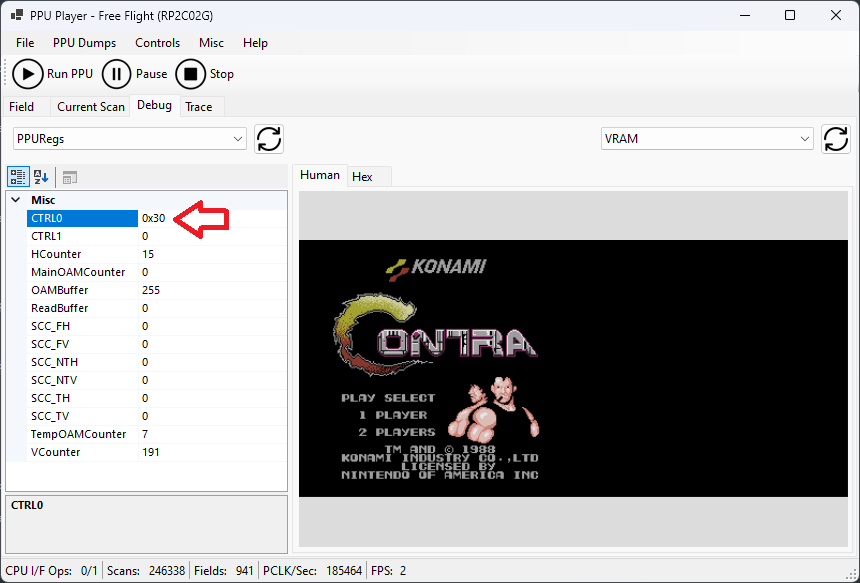 PPU Player - Free Flight (RP2C02G)
File PPU Dumps Controls Misc Help
Run PPU Pause Stop
Field Current Scan Debug Trace
PPURegs VRAM
Human Hex
Misc
CTRL0 0x30
CTRL1 0
HCounter 15
MainOAMCounter 0
OAMBuffer 255
ReadBuffer 0
SCC_FH 0
SCC_FV 0
SCC_NTH 0
SCC_NTV 0
SCC_TH 0
SCC_TV 0
TempOAMCounter 7
VCounter 191
KONAMI
CONTRA
PLAY SELECT
1 PLAYER
2 PLAYERS
TM AND © 1988
KONAMI INDUSTRY CO.,LTD
LICENSED BY
NINTENDO OF AMERICA INC
CTRL0
CPU I/F Ops: 0/1 Scans: 246338 Fields: 941 PCLK/Sec: 185464 FPS: 2